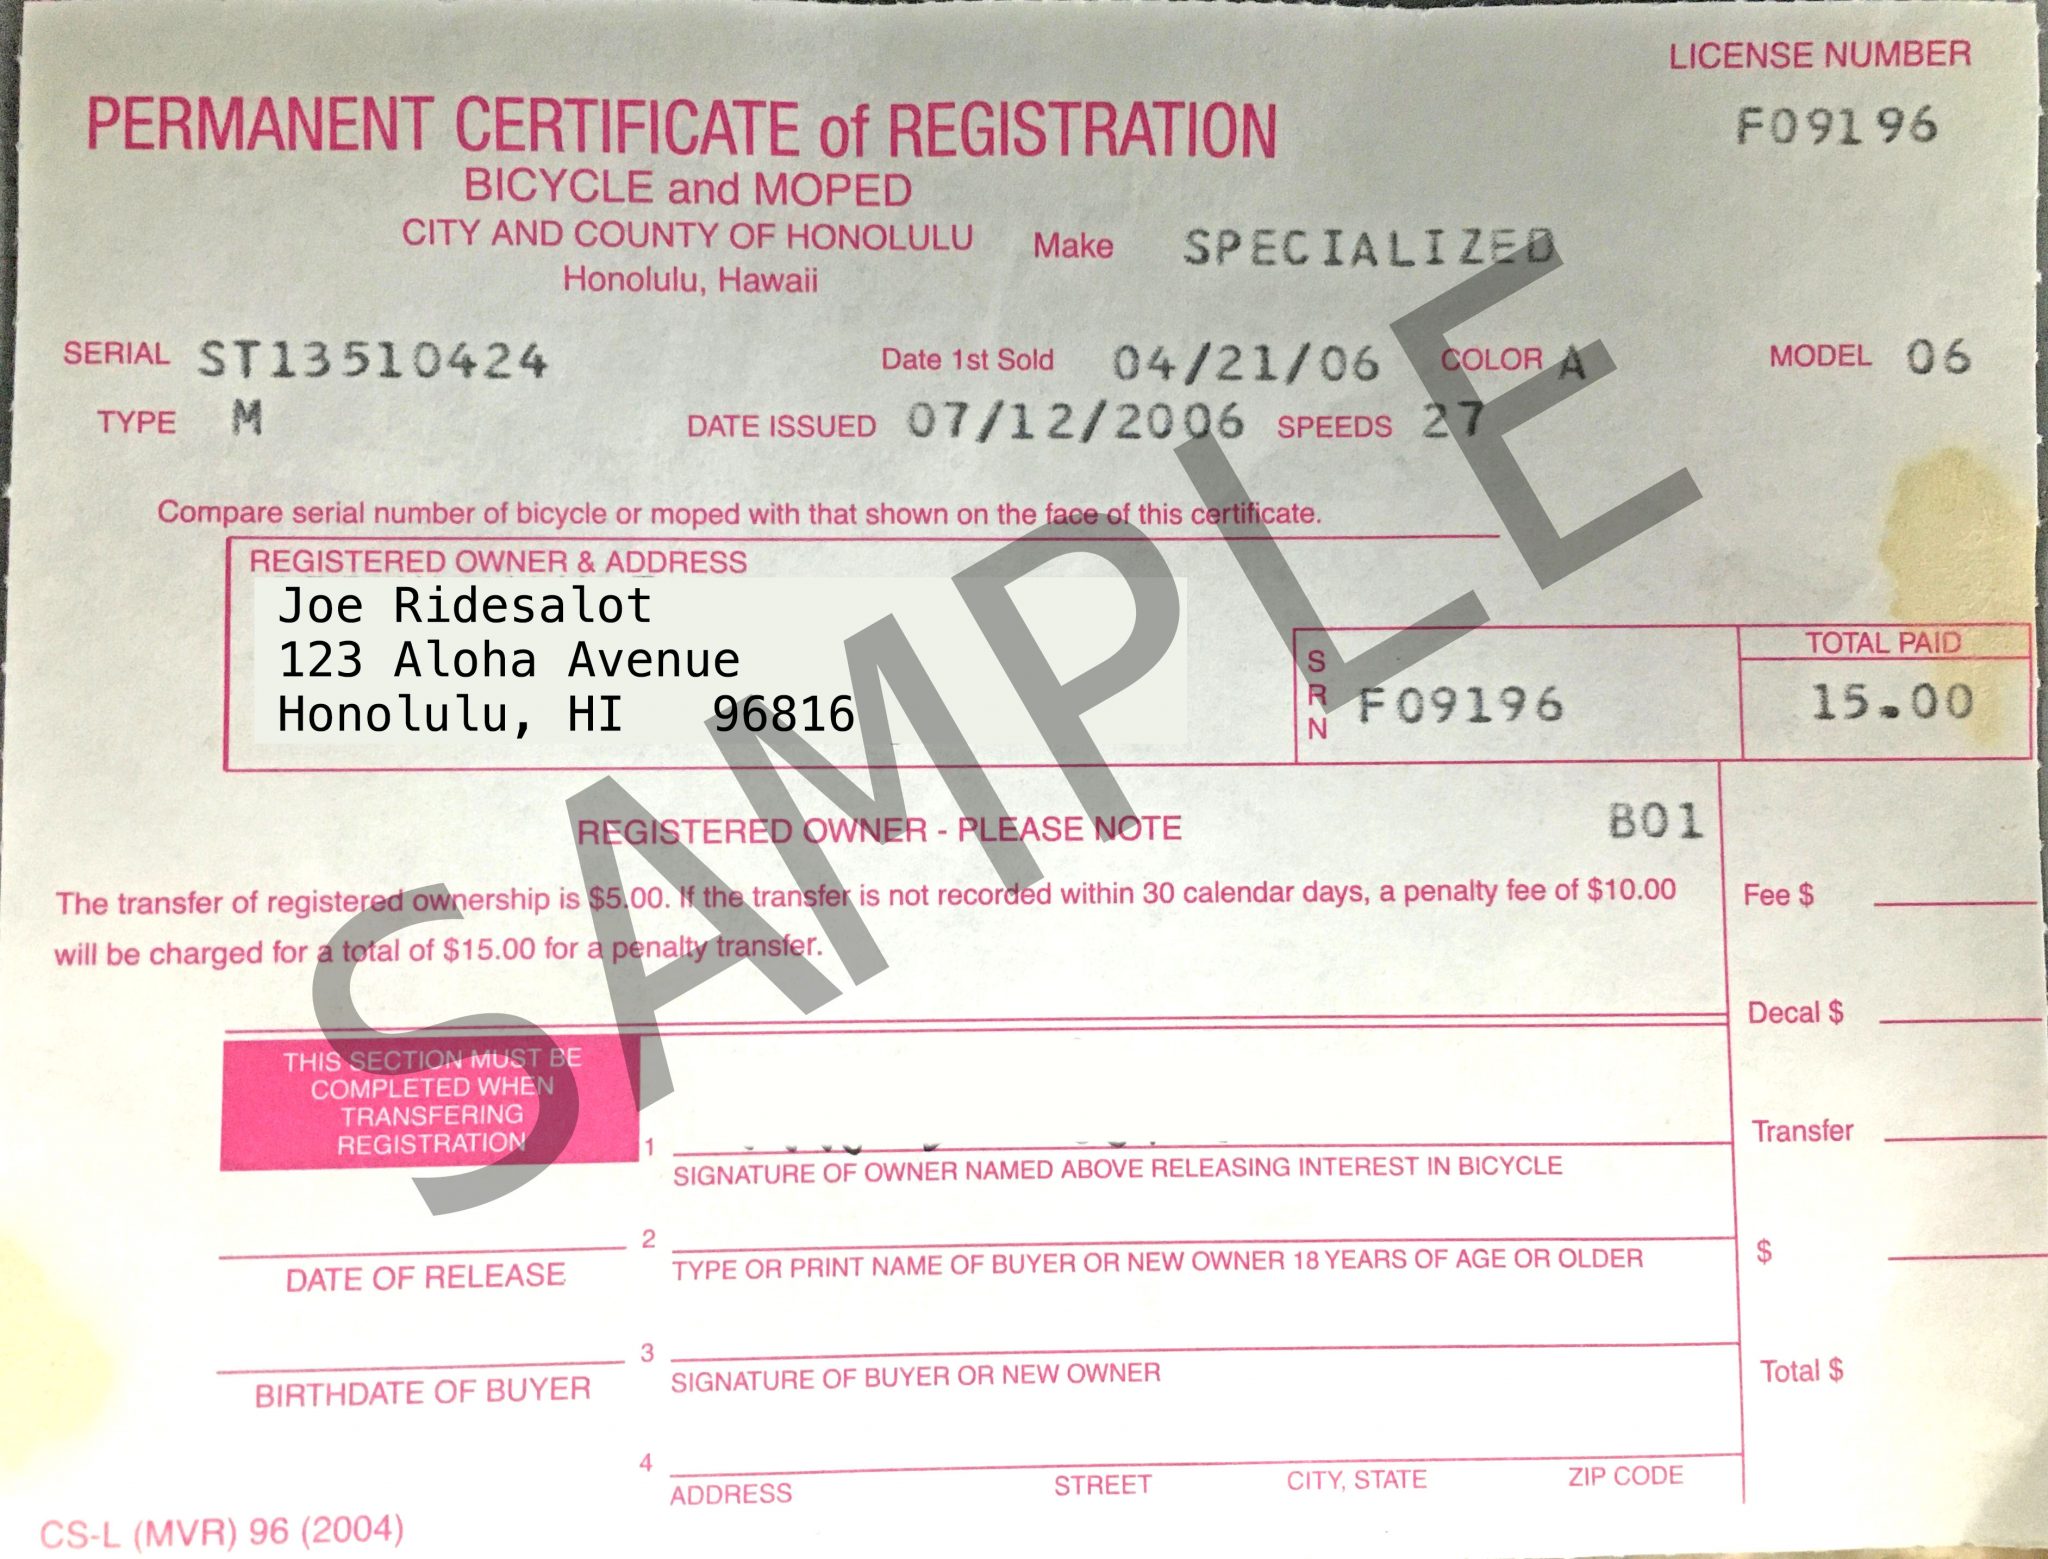 LICENSE NUMBER
F09196
PERMANENT CERTIFICATE of REGISTRATION
BICYCLE and MOPED
CITY AND COUNTY OF HONOLULU
Honolulu, Hawaii
Make SPECIALIZED
SERIAL ST13510424 Date 1st Sold 04/21/06 COLOR A MODEL 06
TYPE M DATE ISSUED 07/12/2006 SPEEDS 27
Compare serial number of bicycle or moped with that shown on the face of this certificate.
REGISTERED OWNER & ADDRESS
Joe Ridesalot
123 Aloha Avenue
Honolulu, HI 96816
SRN F09196
TOTAL PAID
15.00
REGISTERED OWNER - PLEASE NOTE
B01
The transfer of registered ownership is $5.00. If the transfer is not recorded within 30 calendar days, a penalty fee of $10.00
will be charged for a total of $15.00 for a penalty transfer.
Fee $
Decal $
Transfer
$
Total $
THIS SECTION MUST BE
COMPLETED WHEN
TRANSFERING
REGISTRATION
1
SIGNATURE OF OWNER NAMED ABOVE RELEASING INTEREST IN BICYCLE
DATE OF RELEASE
2
TYPE OR PRINT NAME OF BUYER OR NEW OWNER 18 YEARS OF AGE OR OLDER
BIRTHDATE OF BUYER
3
SIGNATURE OF BUYER OR NEW OWNER
4
ADDRESS STREET CITY, STATE ZIP CODE
CS-L (MVR) 96 (2004)
SAMPLE